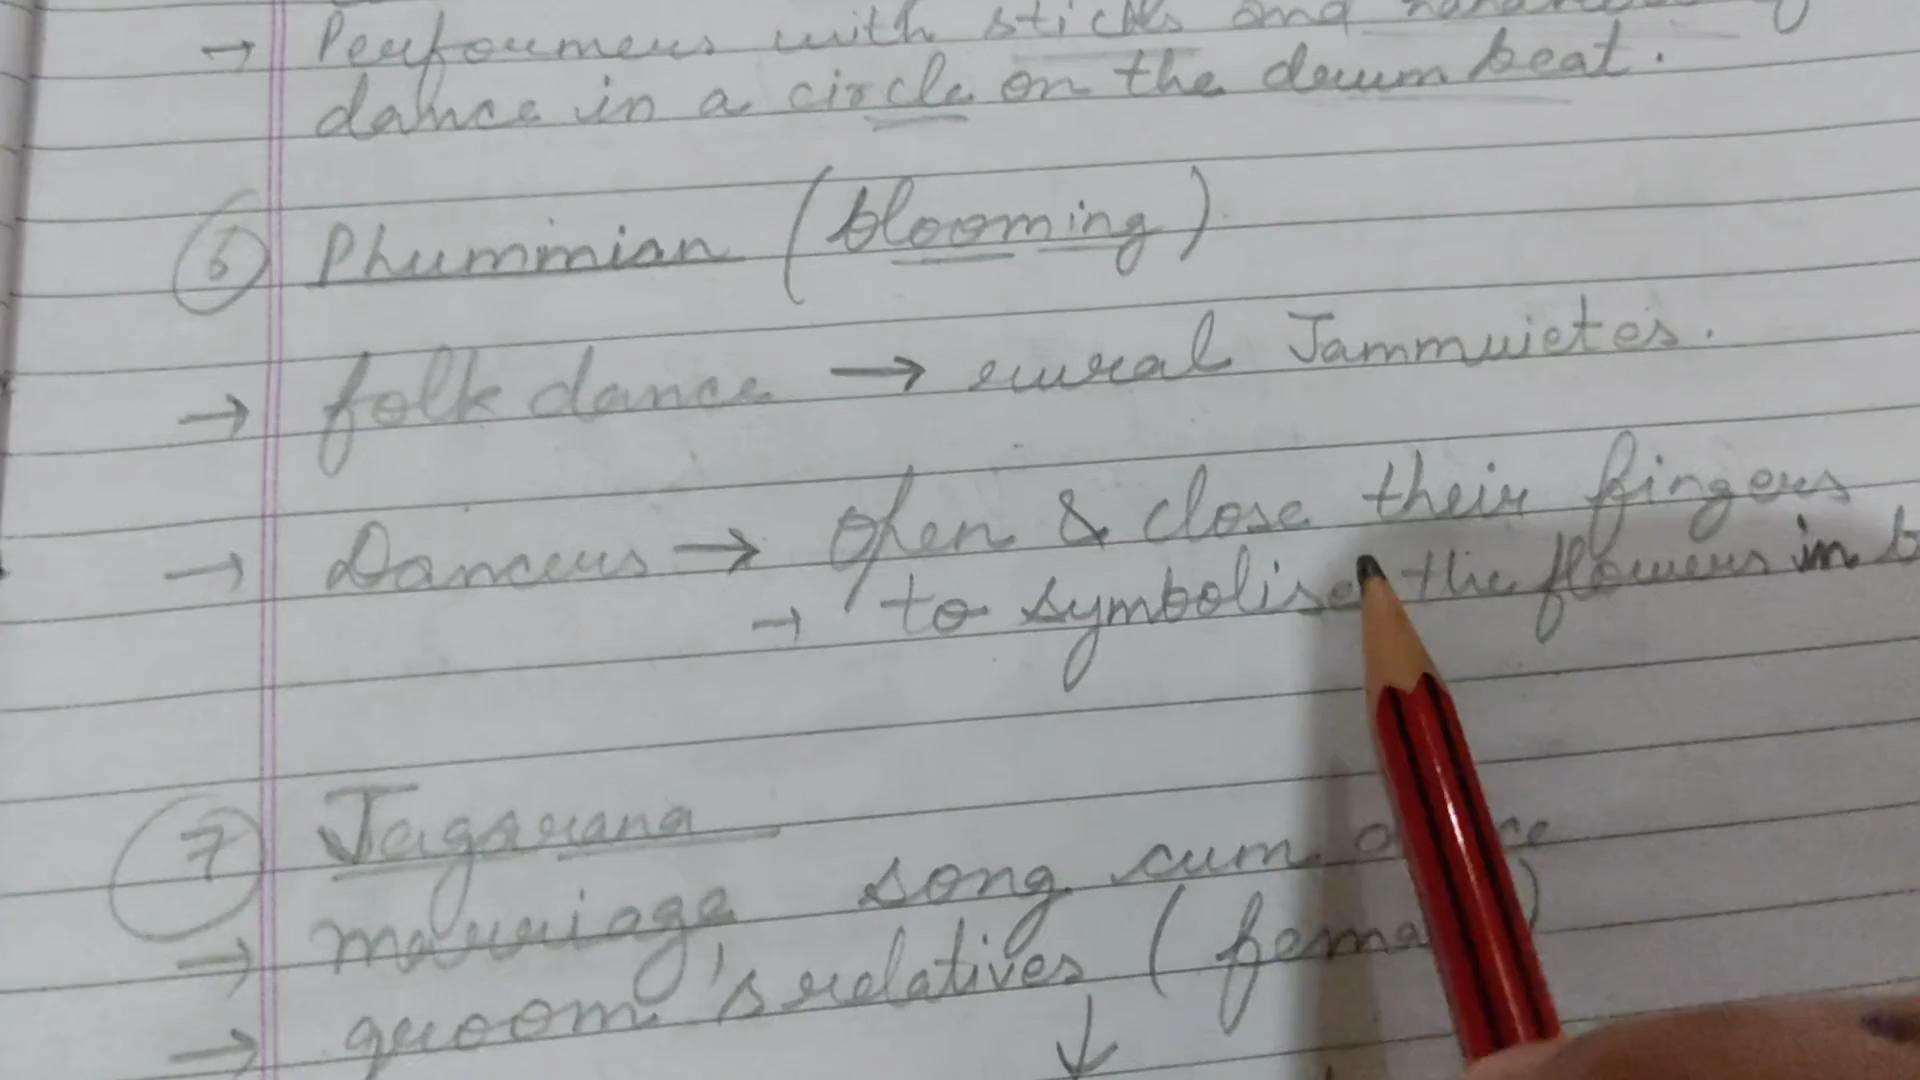 → Performers with sticks and
dance in a circle on the drum beat.
⑥ Phummian (blooming)
→ folk dance → rural Jammuietes.
→ Dancers → open & close their fingers
→ to symbolise the flowers in b
⑦ Jagarana
→ marriage song cum
→ groom's relatives (fema
↓